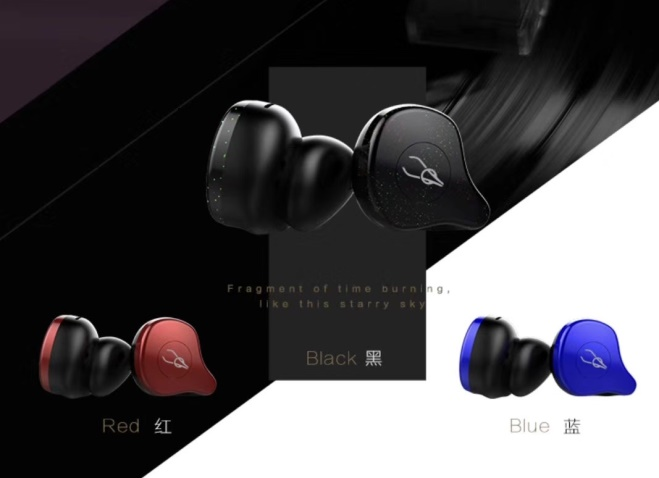 Fragment of time burning,
like this starry sky
Black 黑
Red 红
Blue 蓝